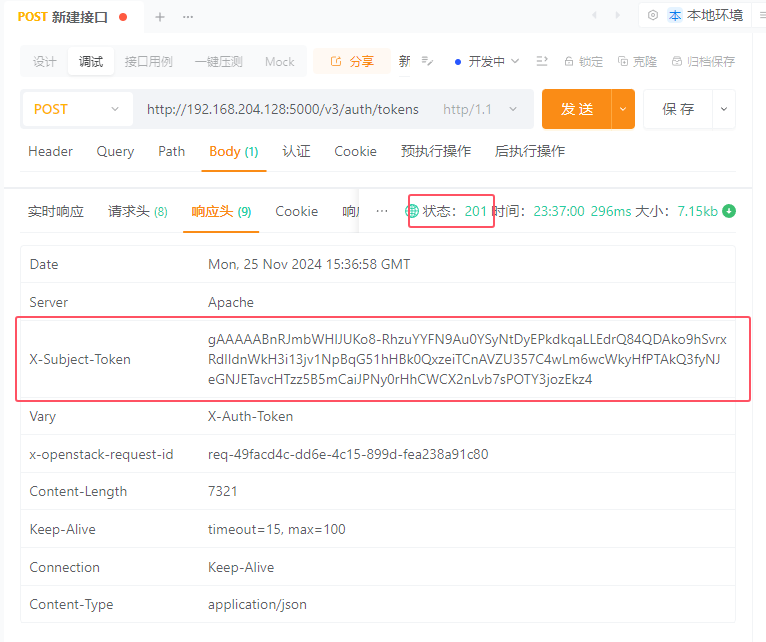 POST 新建接口
本 本地环境
设计 调试 接口用例 一键压测 Mock 分享 新 开发中 锁定 克隆 归档保存
POST http://192.168.204.128:5000/v3/auth/tokens http/1.1 发 送 保 存
Header Query Path Body (1) 认证 Cookie 预执行操作 后执行操作
实时响应 请求头 (8) 响应头 (9) Cookie 响 ··· 状态: 201 时间: 23:37:00 296ms 大小: 7.15kb
Date Mon, 25 Nov 2024 15:36:58 GMT
Server Apache
X-Subject-Token
gAAAAABnRJmbWHIJUKo8-RhzuYYFN9Au0YSyNtDyEPkdkqaLLEdrQ84QDAko9hSvrx
RdIIdnWkH3i13jv1NpBqG51hHBk0QxzeiTCnAVZU357C4wLm6wcWkyHfPTAkQ3fyNJ
eGNJETavcHTzz5B5mCaiJPNy0rHhCWCX2nLvb7sPOTY3jozEkz4
Vary X-Auth-Token
x-openstack-request-id req-49facd4c-dd6e-4c15-899d-fea238a91c80
Content-Length 7321
Keep-Alive timeout=15, max=100
Connection Keep-Alive
Content-Type application/json